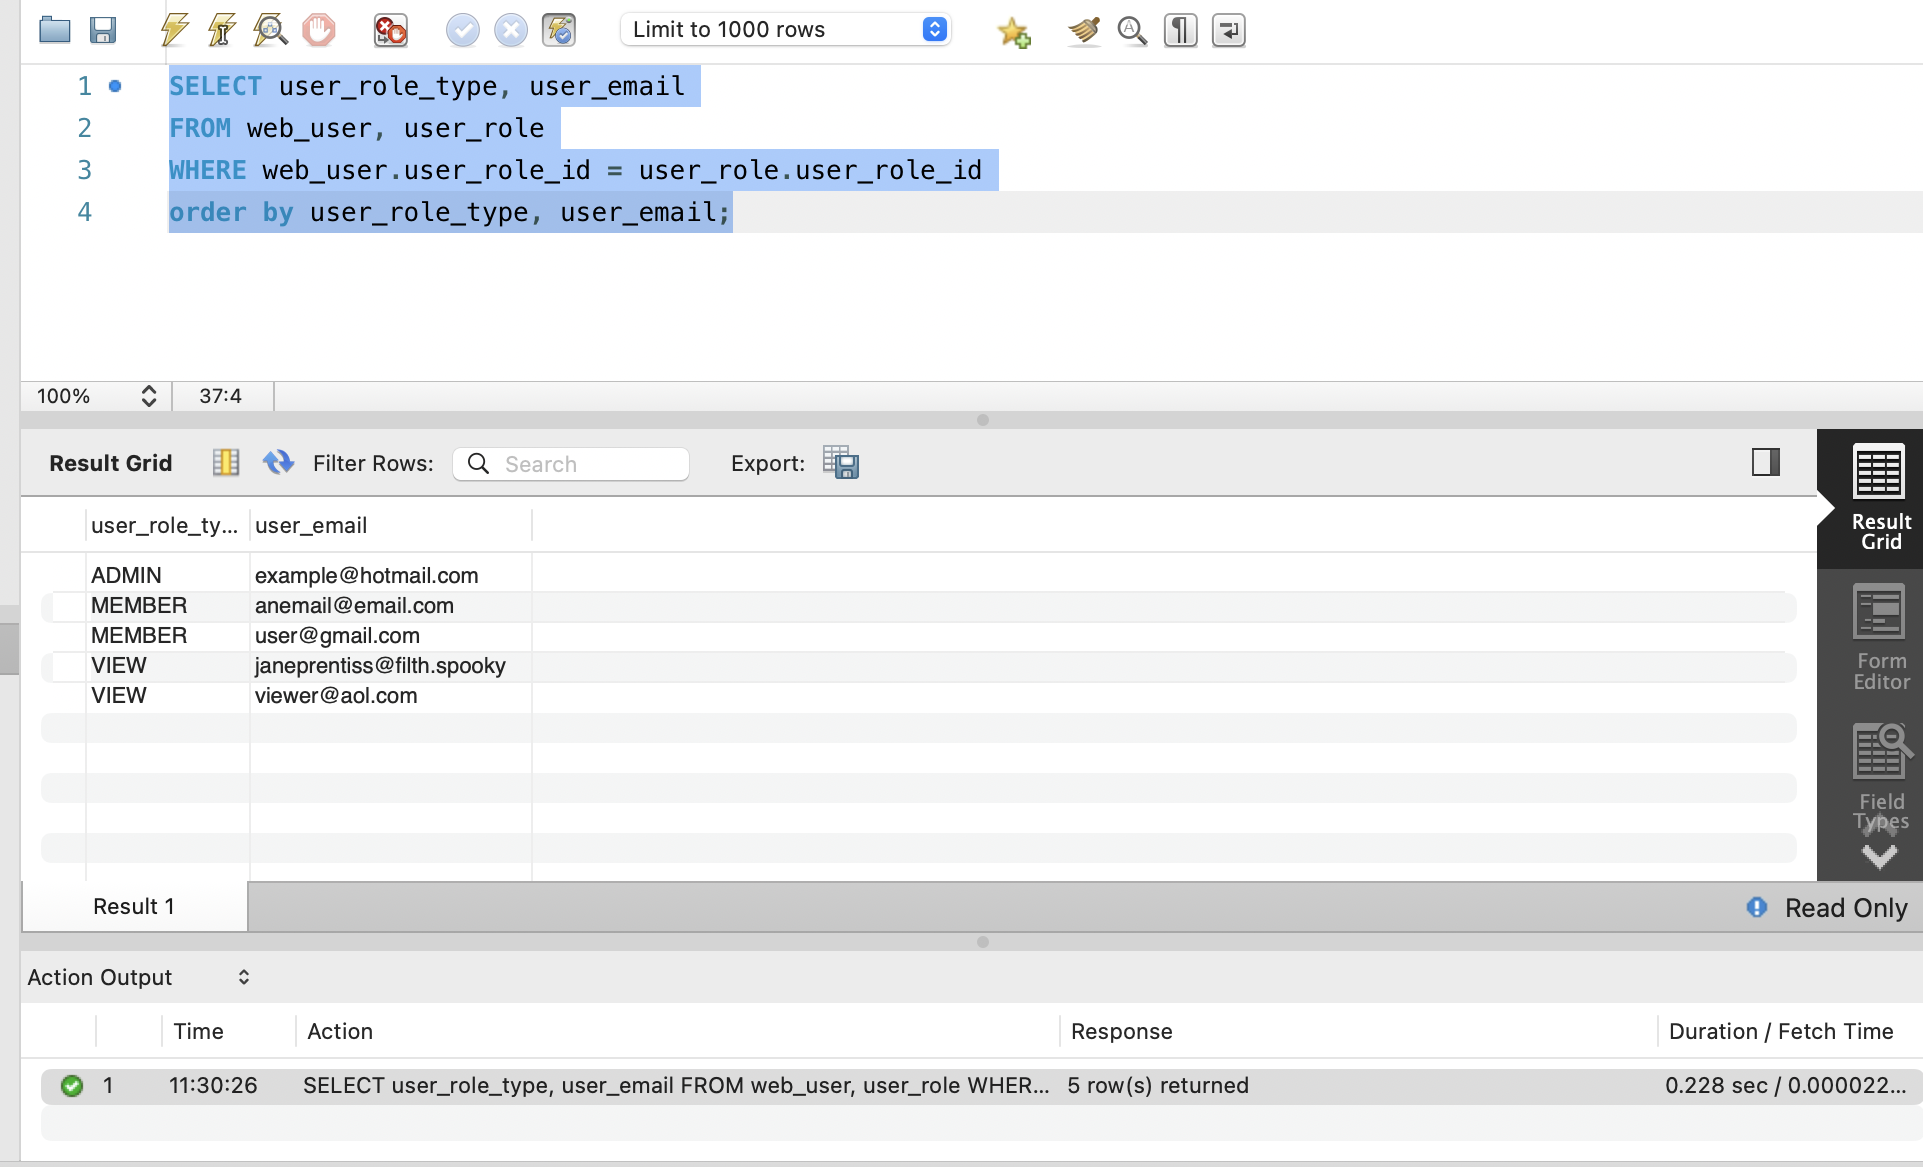 Limit to 1000 rows
1 SELECT user_role_type, user_email
2 FROM web_user, user_role
3 WHERE web_user.user_role_id = user_role.user_role_id
4 order by user_role_type, user_email;
100% 37:4
Result Grid Filter Rows: Search Export:
Result
Grid
user_role_ty... user_email
ADMIN example@hotmail.com
MEMBER anemail@email.com
MEMBER user@gmail.com
VIEW janeprentiss@filth.spooky
VIEW viewer@aol.com
Form
Editor
Field
Types
Result 1 Read Only
Action Output
Time Action Response Duration / Fetch Time
1 11:30:26 SELECT user_role_type, user_email FROM web_user, user_role WHER... 5 row(s) returned 0.228 sec / 0.000022...